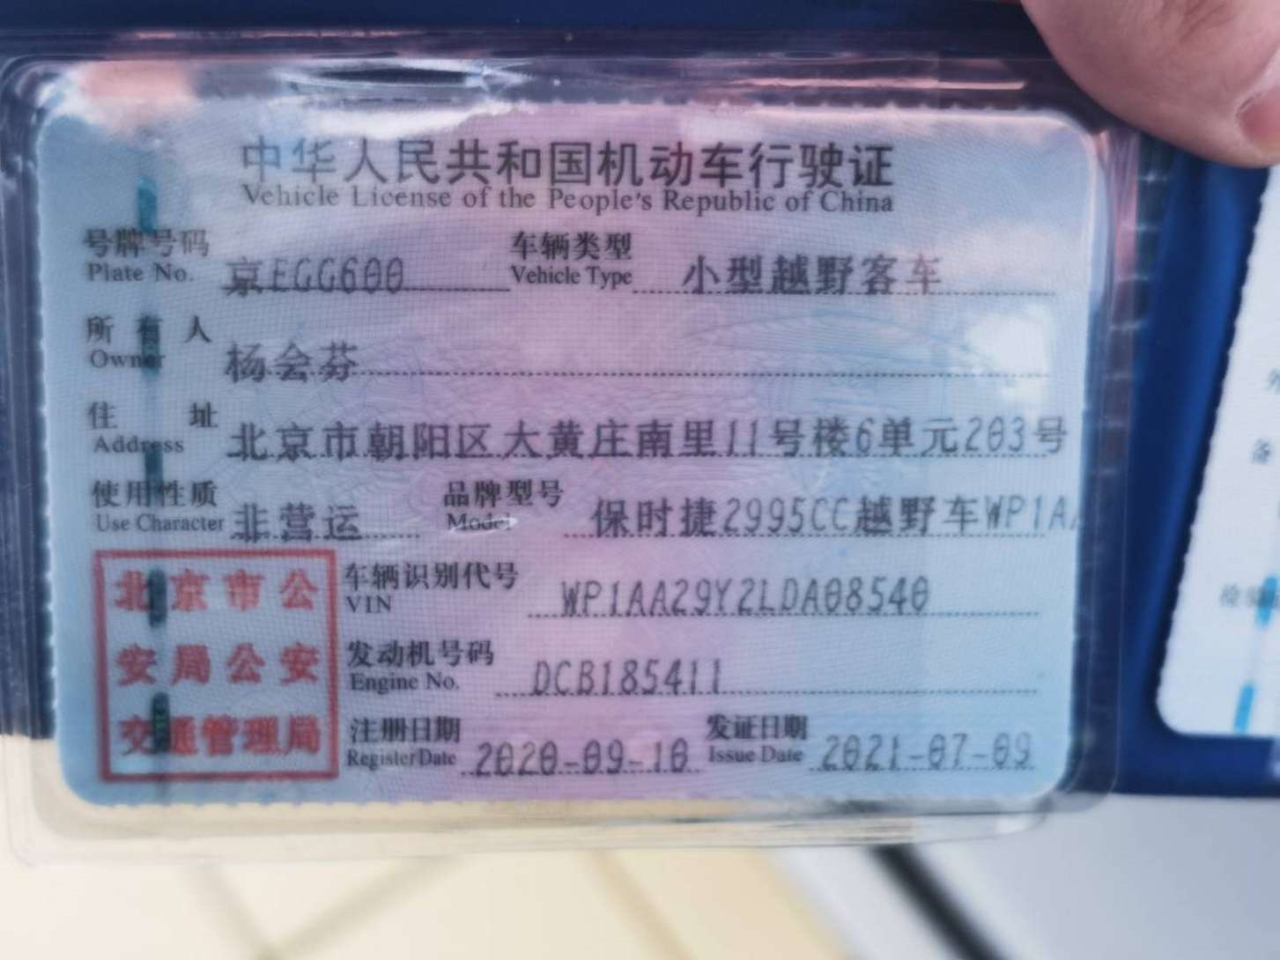 中华人民共和国机动车行驶证
Vehicle License of the People's Republic of China
号牌号码 京EGG600 车辆类型 小型越野客车
Plate No. Vehicle Type
所有人 杨会芬
Owner
住址 北京市朝阳区大黄庄南里11号楼6单元203号
Address
使用性质 非营运 品牌型号 保时捷2995CC越野车WP1A
Use Character Model
北京市公
安局公安
交通管理局
车辆识别代号 WP1AA29Y2LDA08540
VIN
发动机号码 DCB185411
Engine No.
注册日期 2020-09-10 发证日期 2021-07-09
Register Date Issue Date
备